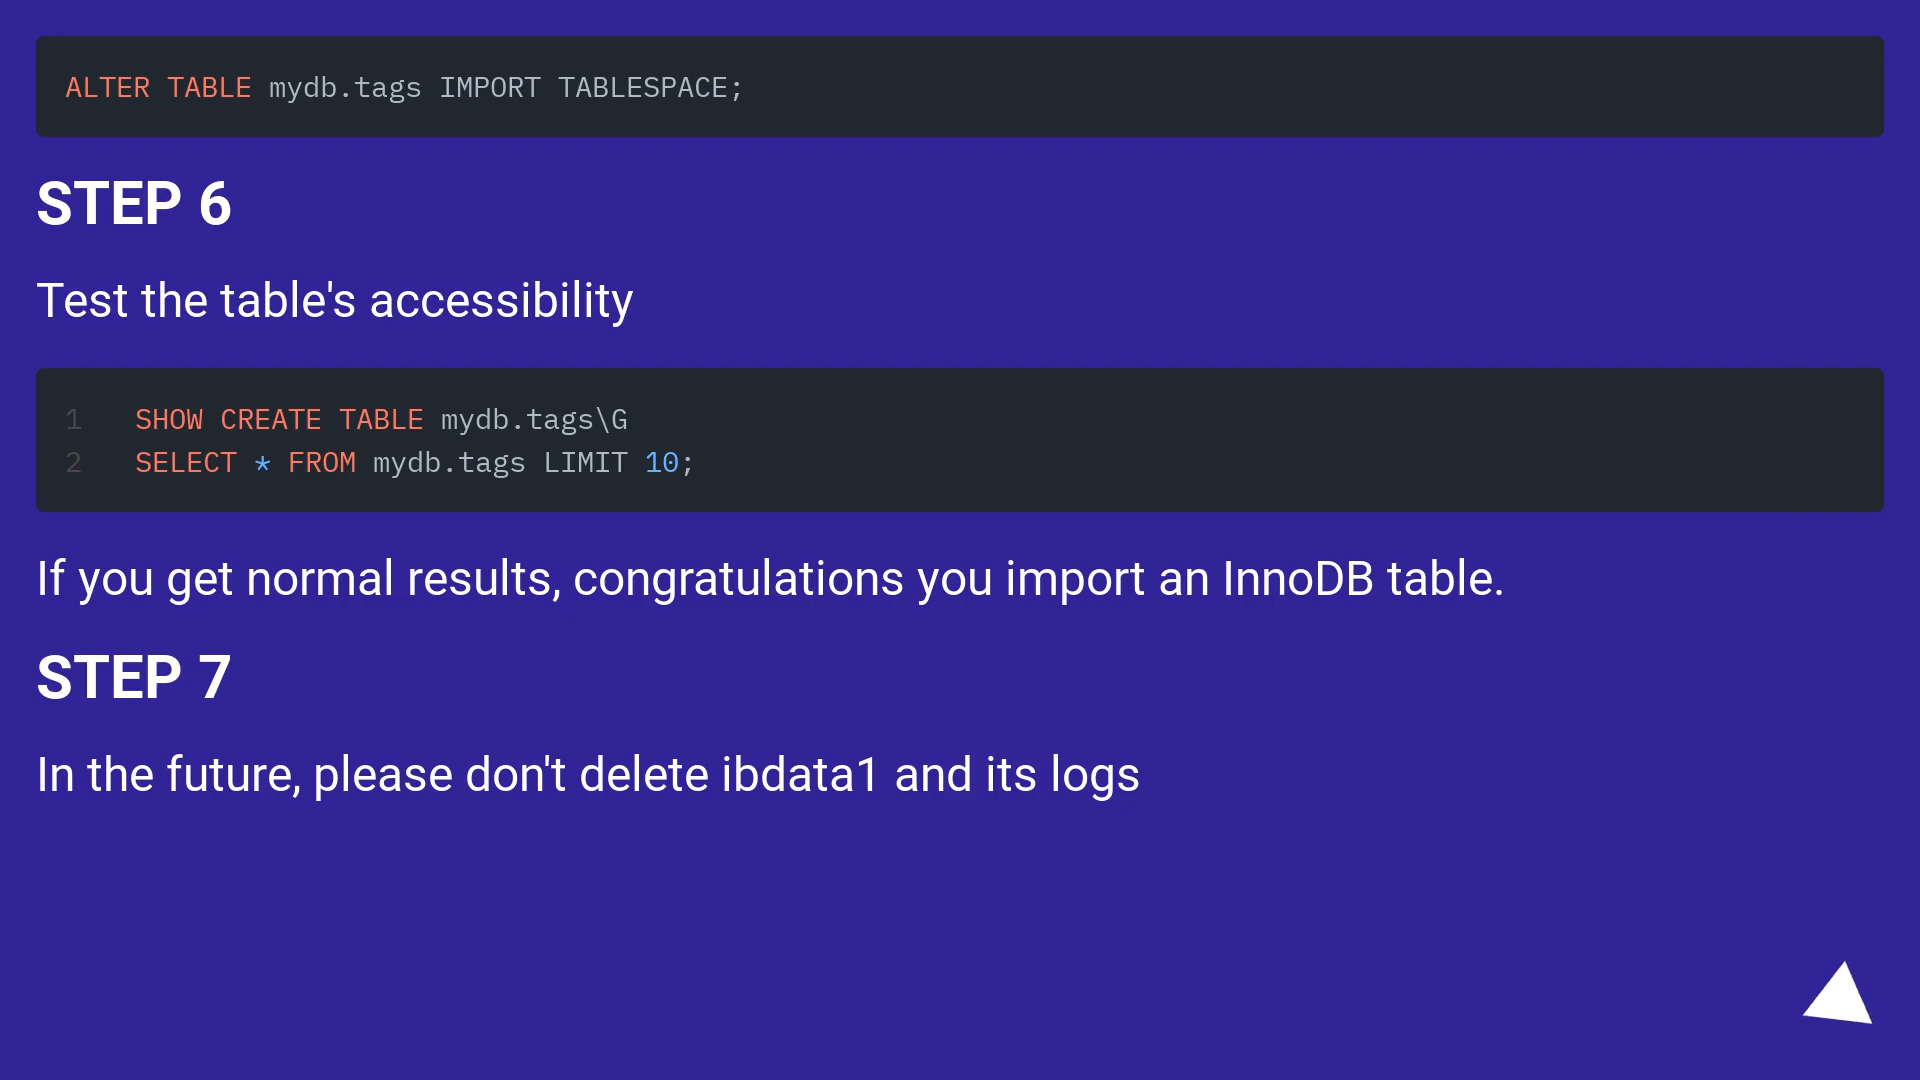 ALTER TABLE mydb.tags IMPORT TABLESPACE;
STEP 6
Test the table's accessibility
1 SHOW CREATE TABLE mydb.tags\G
2 SELECT * FROM mydb.tags LIMIT 10;
If you get normal results, congratulations you import an InnoDB table.
STEP 7
In the future, please don't delete ibdata1 and its logs